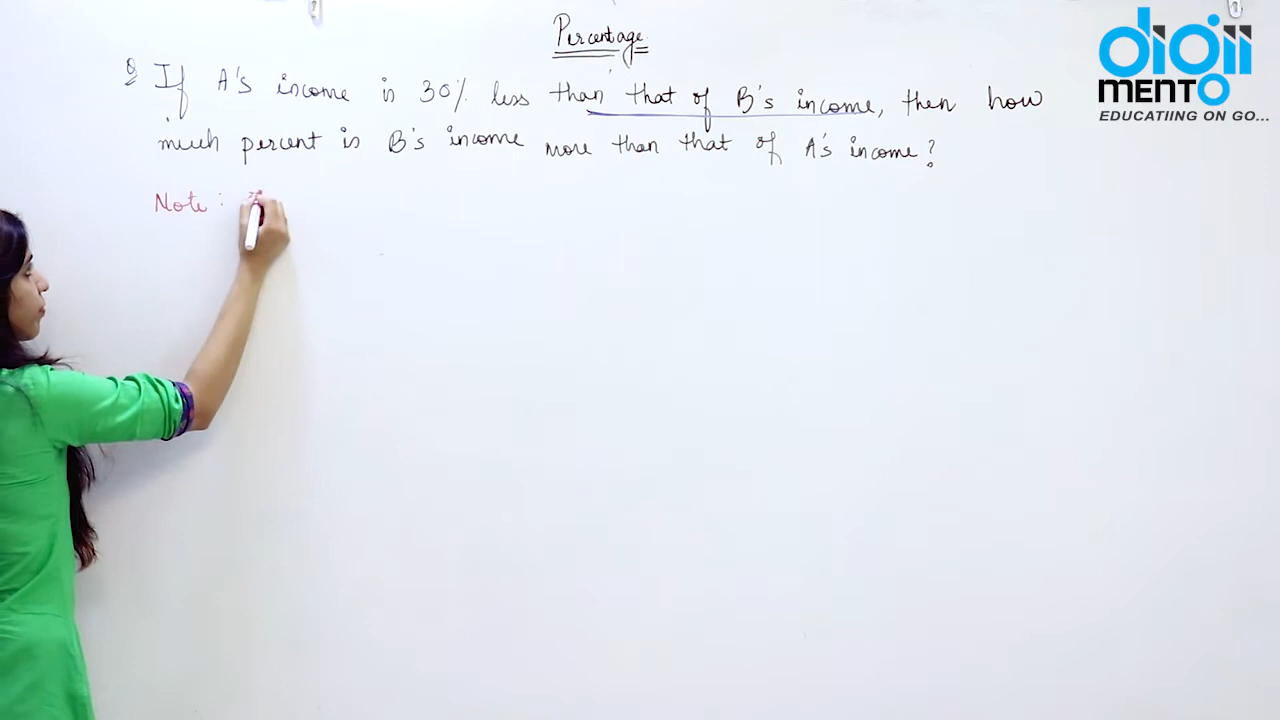 Percentage
Q If A's income is 30% less than that of B's income, then how
much percent is B's income more than that of A's income?
Note :
digii
MENTO
EDUCATIING ON GO...